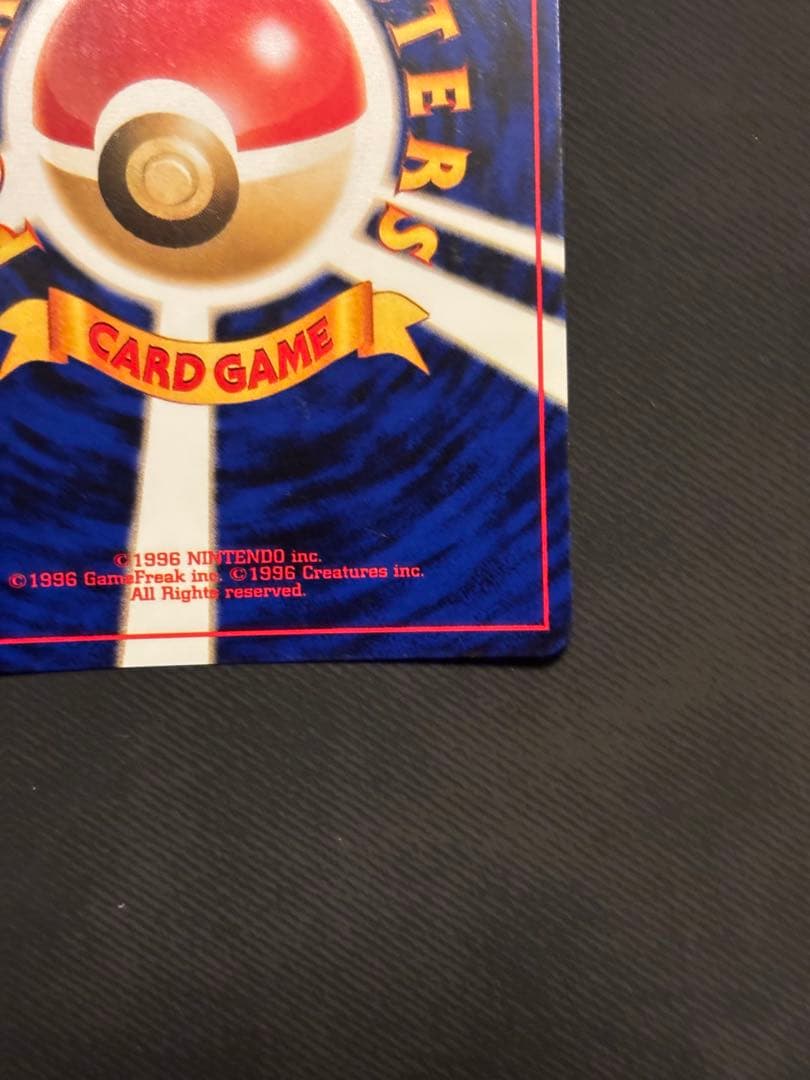 TERS
CARD GAME
©1996 NINTENDO inc.
©1996 GameFreak inc. ©1996 Creatures inc.
All Rights reserved.